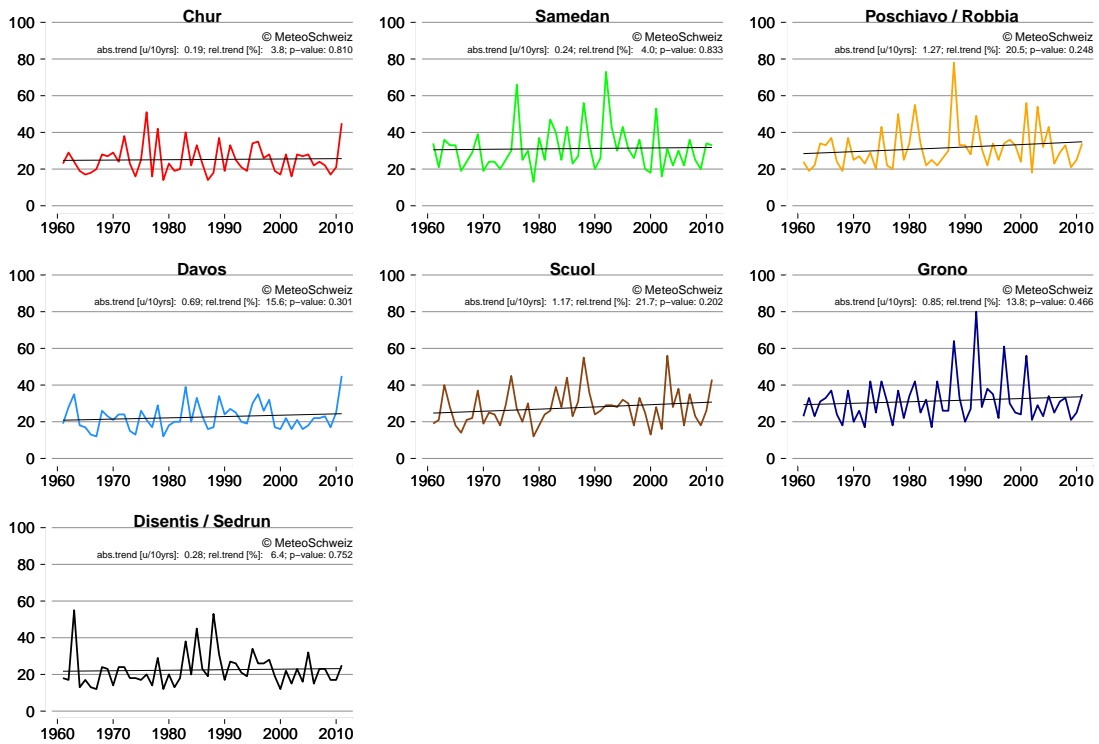 Chur
© MeteoSchweiz
abs.trend [u/10yrs]: 0.19; rel.trend [%]: 3.8; p−value: 0.810
100
80
60
40
20
0
1960 1970 1980 1990 2000 2010
Samedan
© MeteoSchweiz
abs.trend [u/10yrs]: 0.24; rel.trend [%]: 4.0; p−value: 0.833
100
80
60
40
20
0
1960 1970 1980 1990 2000 2010
Poschiavo / Robbia
© MeteoSchweiz
abs.trend [u/10yrs]: 1.27; rel.trend [%]: 20.5; p−value: 0.248
100
80
60
40
20
0
1960 1970 1980 1990 2000 2010
Davos
© MeteoSchweiz
abs.trend [u/10yrs]: 0.69; rel.trend [%]: 15.6; p−value: 0.301
100
80
60
40
20
0
1960 1970 1980 1990 2000 2010
Scuol
© MeteoSchweiz
abs.trend [u/10yrs]: 1.17; rel.trend [%]: 21.7; p−value: 0.202
100
80
60
40
20
0
1960 1970 1980 1990 2000 2010
Grono
© MeteoSchweiz
abs.trend [u/10yrs]: 0.85; rel.trend [%]: 13.8; p−value: 0.466
100
80
60
40
20
0
1960 1970 1980 1990 2000 2010
Disentis / Sedrun
© MeteoSchweiz
abs.trend [u/10yrs]: 0.28; rel.trend [%]: 6.4; p−value: 0.752
100
80
60
40
20
0
1960 1970 1980 1990 2000 2010